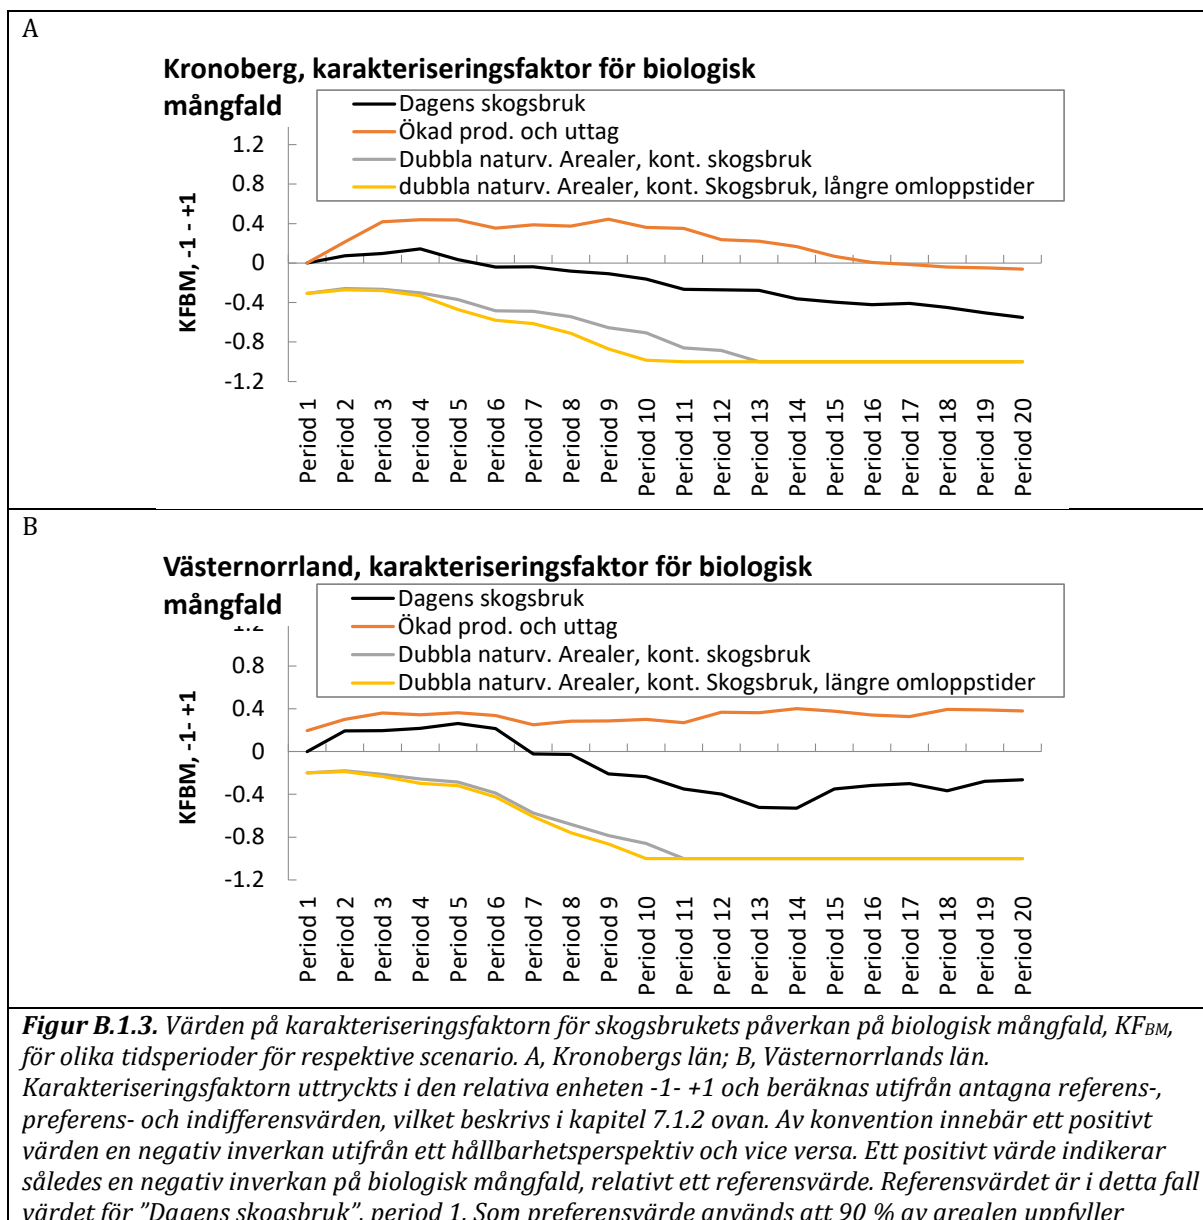 A
Kronoberg, karakteriseringsfaktor för biologisk
mångfald
Dagens skogsbruk
Ökad prod. och uttag
Dubbla naturv. Arealer, kont. skogsbruk
dubbla naturv. Arealer, kont. Skogsbruk, långre omloppstider
KFBM, -1 - +1
1.2
0.8
0.4
0
-0.4
-0.8
-1.2
Period 1
Period 2
Period 3
Period 4
Period 5
Period 6
Period 7
Period 8
Period 9
Period 10
Period 11
Period 12
Period 13
Period 14
Period 15
Period 16
Period 17
Period 18
Period 19
Period 20
B
Västernorrland, karakteriseringsfaktor för biologisk
mångfald
Dagens skogsbruk
Ökad prod. och uttag
Dubbla naturv. Arealer, kont. skogsbruk
Dubbla naturv. Arealer, kont. Skogsbruk, längre omloppstider
KFBM, -1- +1
1.2
0.8
0.4
0
-0.4
-0.8
-1.2
Period 1
Period 2
Period 3
Period 4
Period 5
Period 6
Period 7
Period 8
Period 9
Period 10
Period 11
Period 12
Period 13
Period 14
Period 15
Period 16
Period 17
Period 18
Period 19
Period 20
Figur B.1.3. Värden på karakteriseringsfaktorn för skogsbrukets påverkan på biologisk mångfald, KFBM,
för olika tidsperioder för respektive scenario. A, Kronobergs län; B, Västernorrlands län.
Karakteriseringsfaktorn uttryckts i den relativa enheten -1- +1 och beräknas utifrån antagna referens-,
preferens- och indifferensvärden, vilket beskrivs i kapitel 7.1.2 ovan. Av konvention innebär ett positivt
värden en negativ inverkan utifrån ett hållbarhetsperspektiv och vice versa. Ett positivt värde indikerar
således en negativ inverkan på biologisk mångfald, relativt ett referensvärde. Referensvärdet är i detta fall
värdet för ”Dagens skogsbruk”, period 1. Som preferensvärde används att 90 % av arealen uppfyller